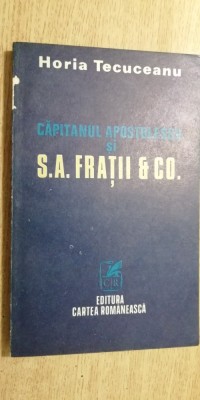 Horia Tecuceanu
CĂPITANUL APOSTOLESCU
și
S.A. FRAȚII & CO.
CR
EDITURA
CARTEA ROMÂNEASCĂ